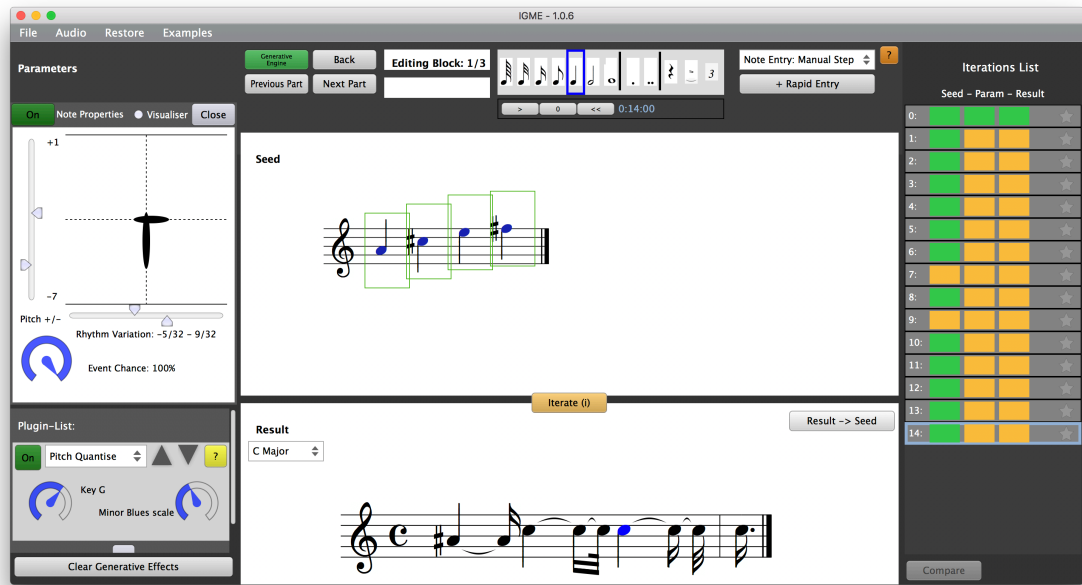 IGME - 1.0.6
File Audio Restore Examples
Parameters
Generative Engine
Back
Editing Block: 1/3
3
Note Entry: Manual Step
?
Previous Part
Next Part
+ Rapid Entry
> 0 << 0:14:00
Iterations List
Seed - Param - Result
On Note Properties Visualiser Close
+1
-7
Pitch +/-
Rhythm Variation: -5/32 - 9/32
Event Chance: 100%
Seed
Iterate (i)
Plugin-List:
On Pitch Quantise ?
Key G
Minor Blues scale
Clear Generative Effects
Result
Result -> Seed
C Major
0:
1:
2:
3:
4:
5:
6:
7:
8:
9:
10:
11:
12:
13:
14:
Compare